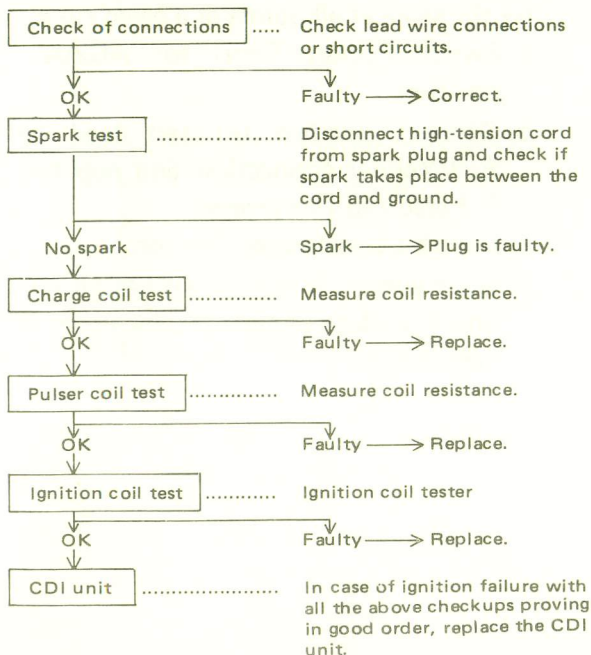 Check of connections ..... Check lead wire connections
or short circuits.
OK Faulty → Correct.
Spark test .................. Disconnect high-tension cord
from spark plug and check if
spark takes place between the
cord and ground.
No spark Spark → Plug is faulty.
Charge coil test ............... Measure coil resistance.
OK Faulty → Replace.
Pulser coil test ............... Measure coil resistance.
OK Faulty → Replace.
Ignition coil test ............ Ignition coil tester
OK Faulty → Replace.
CDI unit .................. In case of ignition failure with
all the above checkups proving
in good order, replace the CDI
unit.